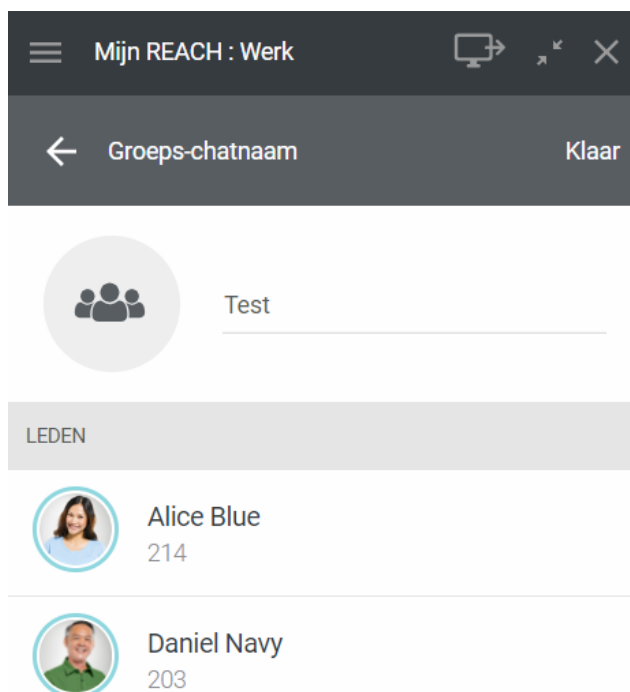 Mijn REACH : Werk
Groeps-chatnaam
Klaar
Test
LEDEN
Alice Blue
214
Daniel Navy
203